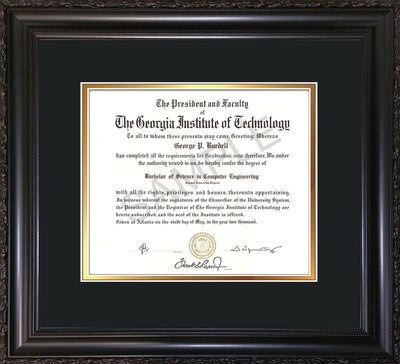 The President and Faculty
of
The Georgia Institute of Technology
To all to whom these presents may come, Greeting: Whereas
George P. Burdell
has completed all the requirements for Graduation, now, therefore, We, under
the authority vested in us, do hereby confer the degree of
Bachelor of Science in Computer Engineering
with all the rights, privileges and honors, thereunto appertaining.
In witness whereof, the signatures of the Chancellor of the University System,
the President and the Registrar of The Georgia Institute of Technology are
hereto subscribed, and the seal of the Institute is affixed.
Given at Atlanta on the sixth day of May, in the year two thousand.
SAMPLE